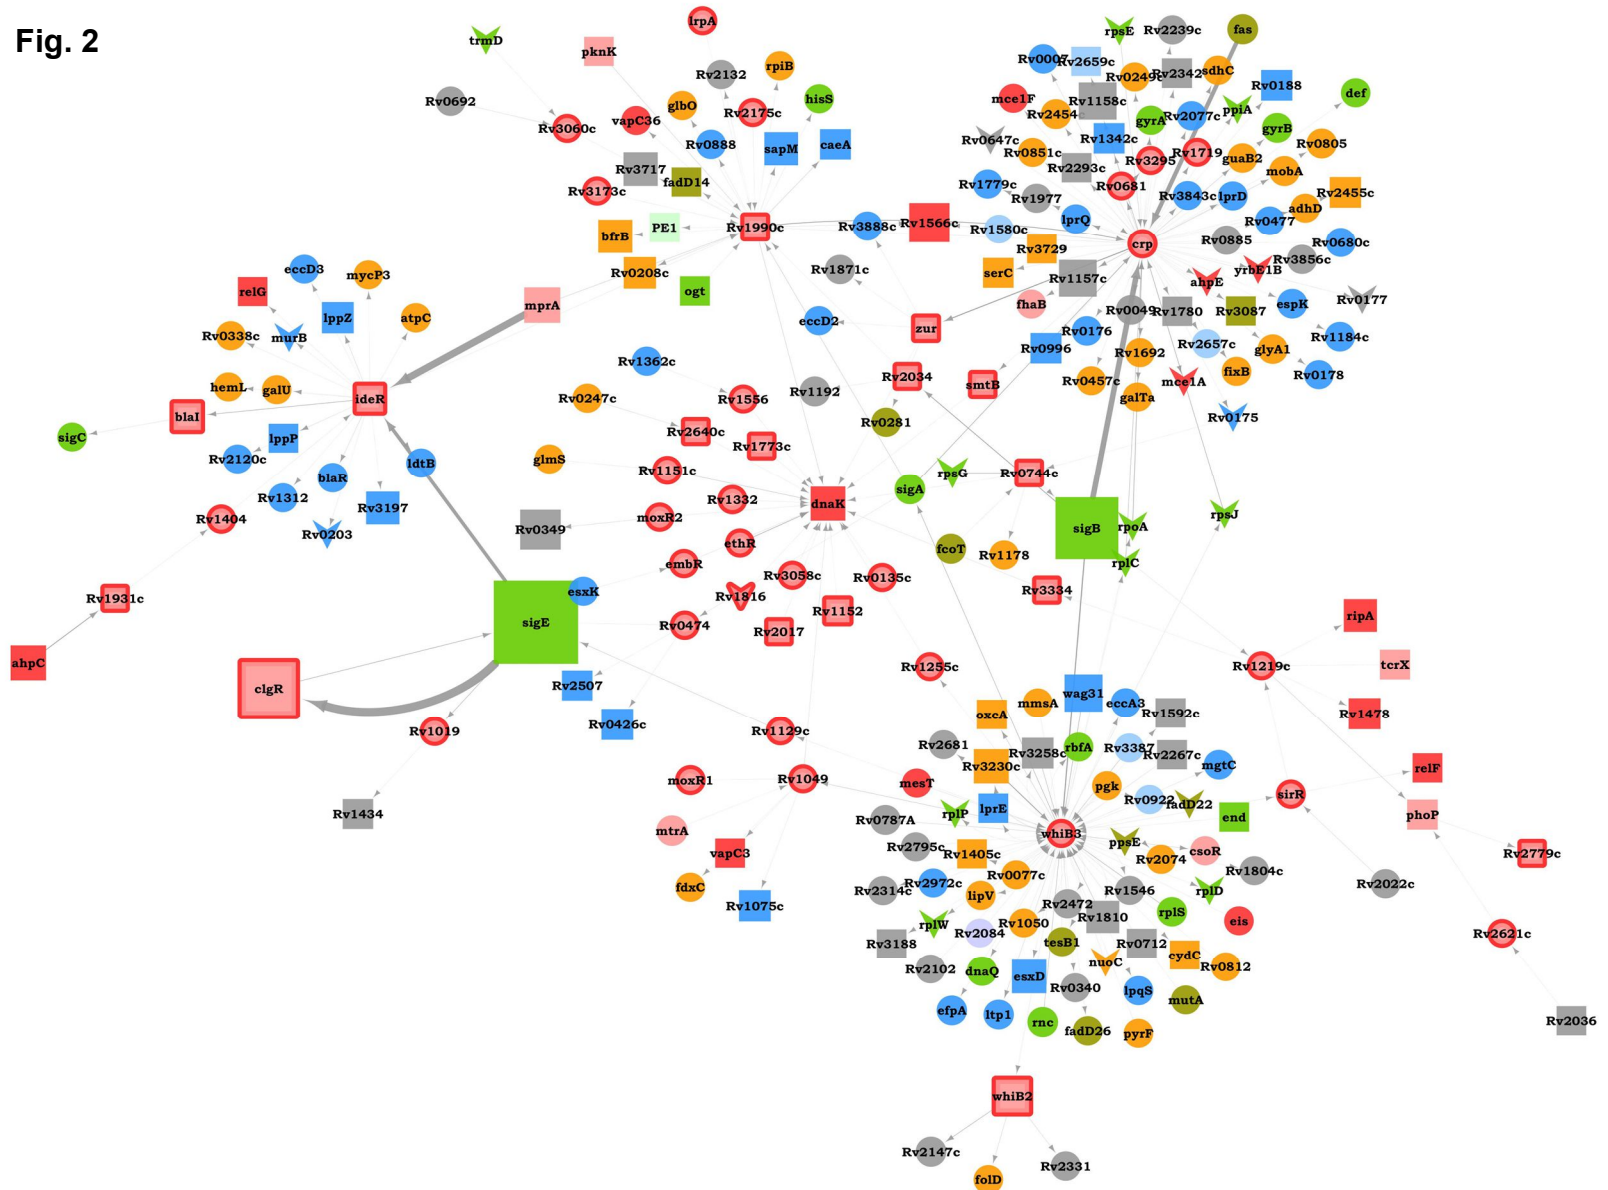 Fig. 2
lrpA
trmD
pknK
Rv2132
rpiB
Rv0692
glbO
hisS
Rv3060c
vapC36
Rv2175c
Rv0888
sapM
caeA
Rv3717
fadD14
Rv3173c
bfrB
PE1
Rv1990c
Rv3888c
Rv1566c
Rv0208c
ogt
Rv1871c
mprA
eccD2
zur
rpsE
Rv2239c
fas
Rv0007
Rv2659c
Rv0249c
Rv2342
sdhC
Rv0188
def
mce1F
Rv1158c
Rv2454c
gyrA
Rv2077c
ppiA
gyrB
Rv0647c
Rv1342c
Rv0805
Rv0851c
Rv2293c
Rv3295
Rv1719
guaB2
mobA
Rv1779c
Rv1977
Rv0681
Rv3843c
lprD
Rv2455c
adhD
lprQ
Rv0477
Rv1580c
Rv3729
crp
Rv0885
Rv0680c
Rv3856c
serC
Rv1157c
ahpE
yrbE1B
fhaB
Rv0049
Rv1780
Rv3087
espK
Rv0177
Rv0176
Rv2657c
Rv1184c
Rv0996
Rv1692
glyA1
fixB
Rv0178
Rv0457c
mce1A
galTa
Rv0175
eccD3
mycP3
relG
lppZ
atpC
Rv0338c
murB
hemL
galU
ideR
blaI
sigC
lppP
Rv2120c
blaR
ldtB
Rv1312
Rv3197
Rv1404
Rv0203
Rv1931c
ahpC
clgR
sigE
esxK
Rv1019
Rv1434
Rv1362c
Rv0247c
Rv1556
Rv1192
Rv2034
smtB
Rv2640c
Rv1773c
Rv0281
glmS
Rv1151c
Rv1332
dnaK
sigA
rpsG
Rv0744c
Rv0349
moxR2
ethR
embR
Rv3058c
Rv0135c
fcoT
Rv1178
sigB
rpoA
rpsJ
rplC
Rv1816
Rv1152
Rv3334
Rv0474
Rv2017
Rv2507
Rv0426c
Rv1255c
Rv1129c
moxR1
Rv1049
mtrA
vapC3
fdxC
Rv1075c
Rv1219c
ripA
tcrX
Rv1478
relF
sirR
phoP
Rv2779c
Rv2022c
Rv2621c
Rv2036
wag31
mmsA
eccA3
oxcA
Rv1592c
Rv2681
Rv3258c
rbfA
Rv3387
Rv2267c
Rv3230c
mgtC
mesT
pgk
Rv0922
fadD22
lprE
rplP
end
Rv0787A
whiB3
ppsE
Rv2795c
Rv1405c
Rv2074
csoR
Rv1804c
Rv2314c
Rv2972c
Rv0077c
lipV
Rv1546
rplD
Rv2472
Rv1810
rplS
eis
rplW
Rv2084
Rv1050
Rv3188
tesB1
Rv0712
cydC
Rv0812
Rv2102
dnaQ
esxD
nuoC
Rv0340
lpqS
mutA
efpA
ltp1
rnc
fadD26
pyrF
whiB2
Rv2147c
folD
Rv2331